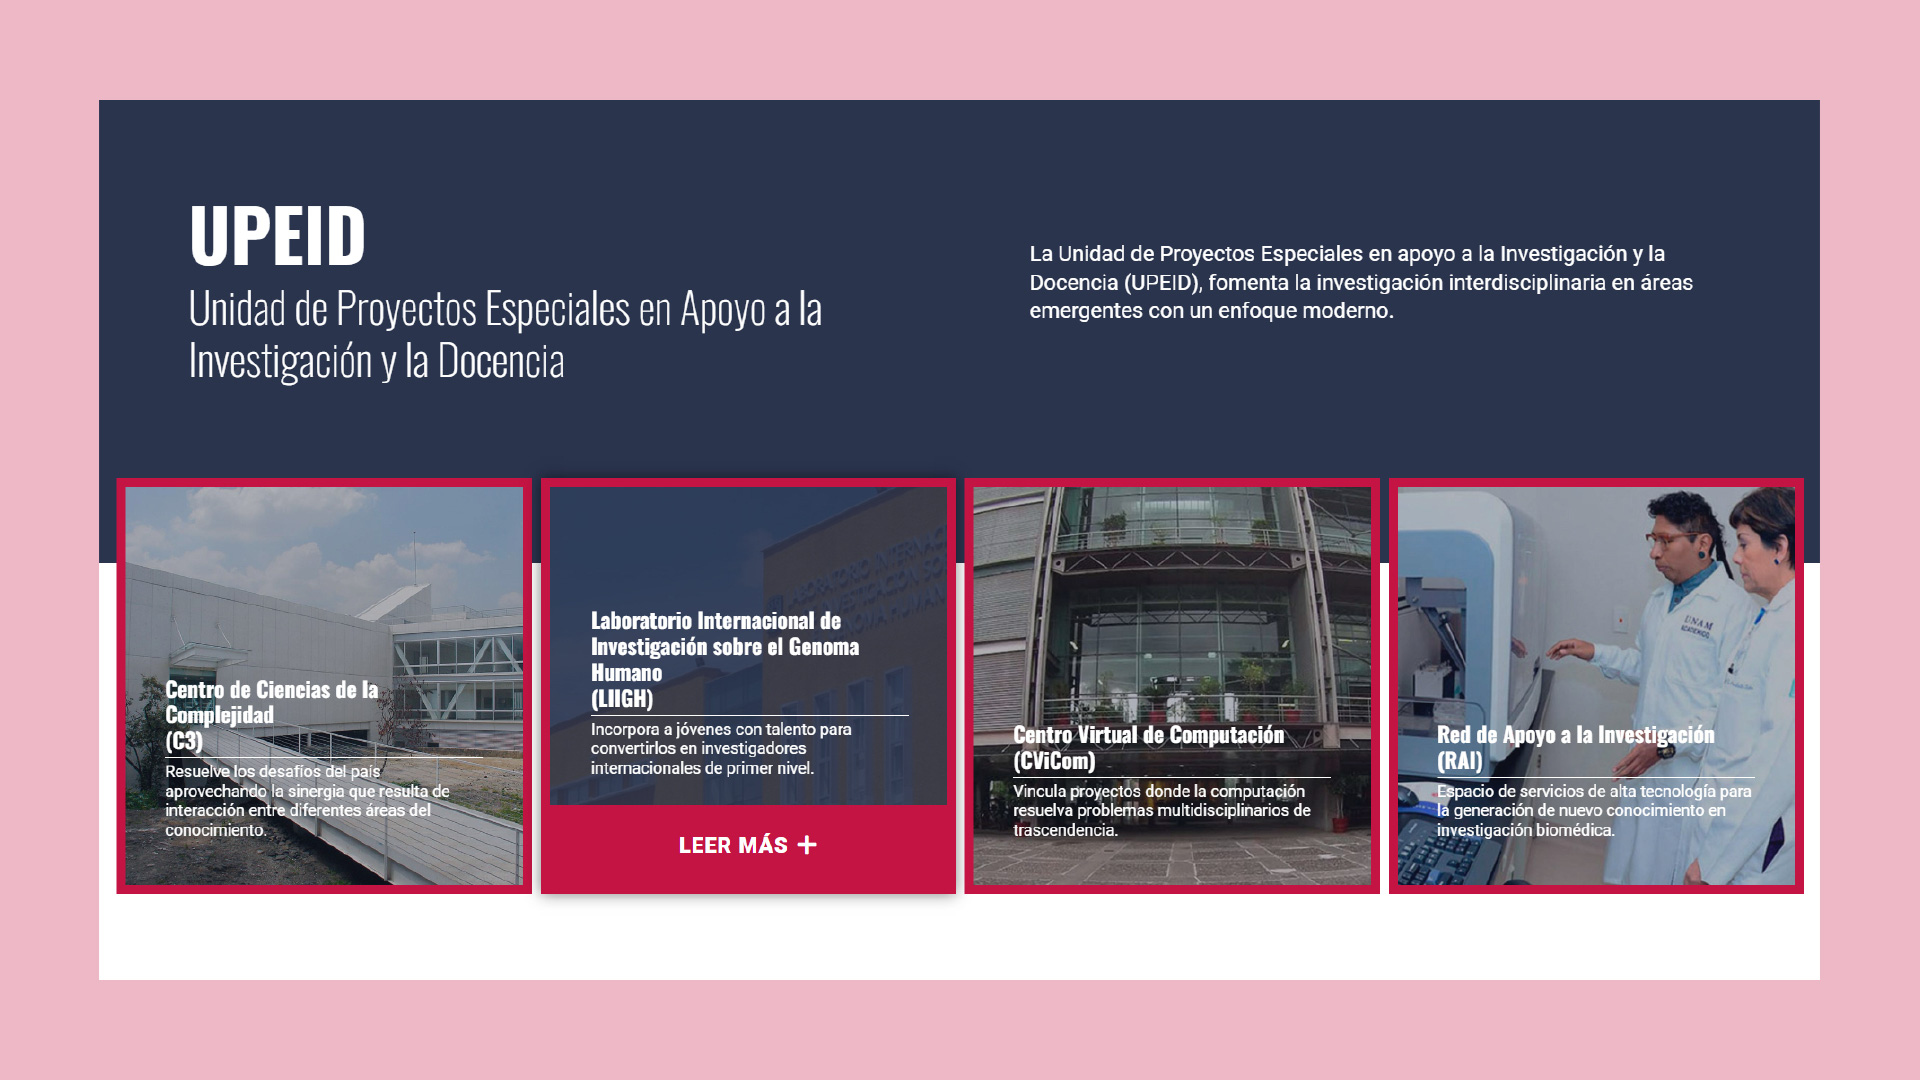 UPEID
Unidad de Proyectos Especiales en Apoyo a la
Investigación y la Docencia
La Unidad de Proyectos Especiales en apoyo a la Investigación y la
Docencia (UPEID), fomenta la investigación interdisciplinaria en áreas
emergentes con un enfoque moderno.
Centro de Ciencias de la
Complejidad
(C3)
Resuelve los desafíos del país
aprovechando la sinergia que resulta de
interacción entre diferentes áreas del
conocimiento.
LABORATORIO INTERNAC
Laboratorio Internacional de
Investigación sobre el Genoma
Humano
(LIIGH)
Incorpora a jóvenes con talento para
convertirlos en investigadores
internacionales de primer nivel.
LEER MÁS +
Centro Virtual de Computación
(CViCom)
Vincula proyectos donde la computación
resuelva problemas multidisciplinarios de
trascendencia.
UNAM
ACADEMICO
Red de Apoyo a la Investigación
(RAI)
Espacio de servicios de alta tecnología para
la generación de nuevo conocimiento en
investigación biomédica.